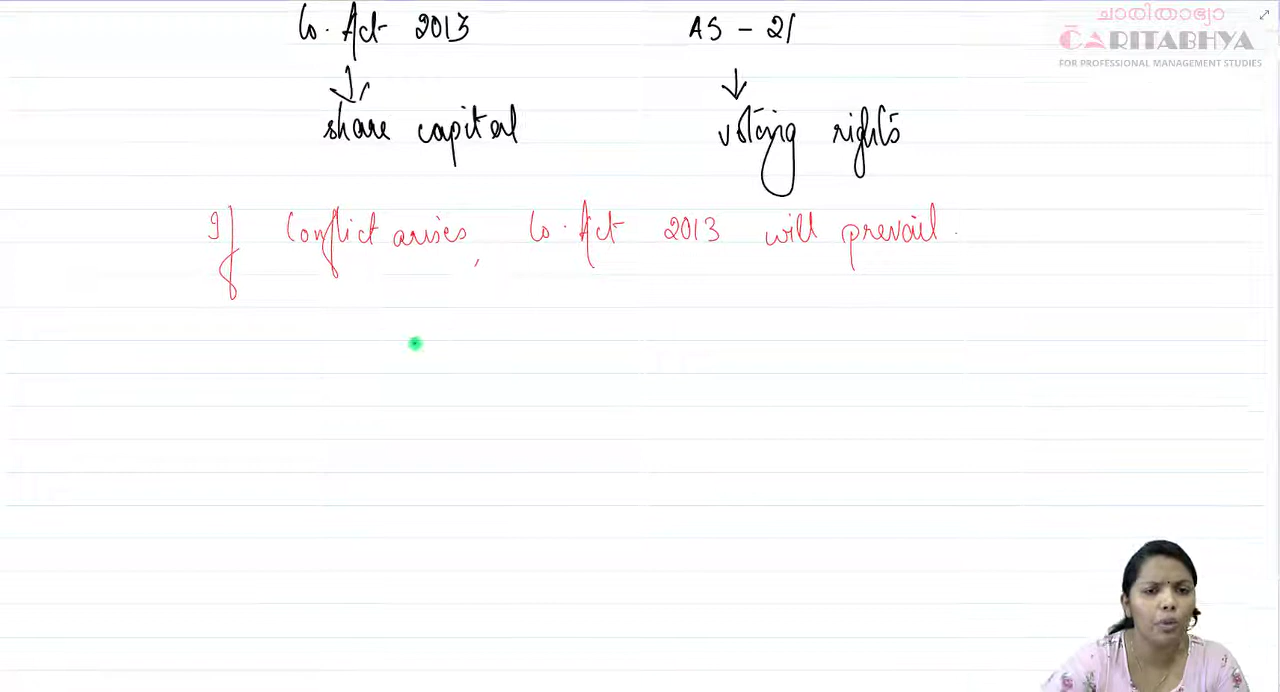 Co. Act 2013 AS - 21
ചാരിതാഭ്യാ
CARITABHYA
FOR PROFESSIONAL MANAGEMENT STUDIES
share capital voting rights
If Conflict arises, Co. Act 2013 will prevail.